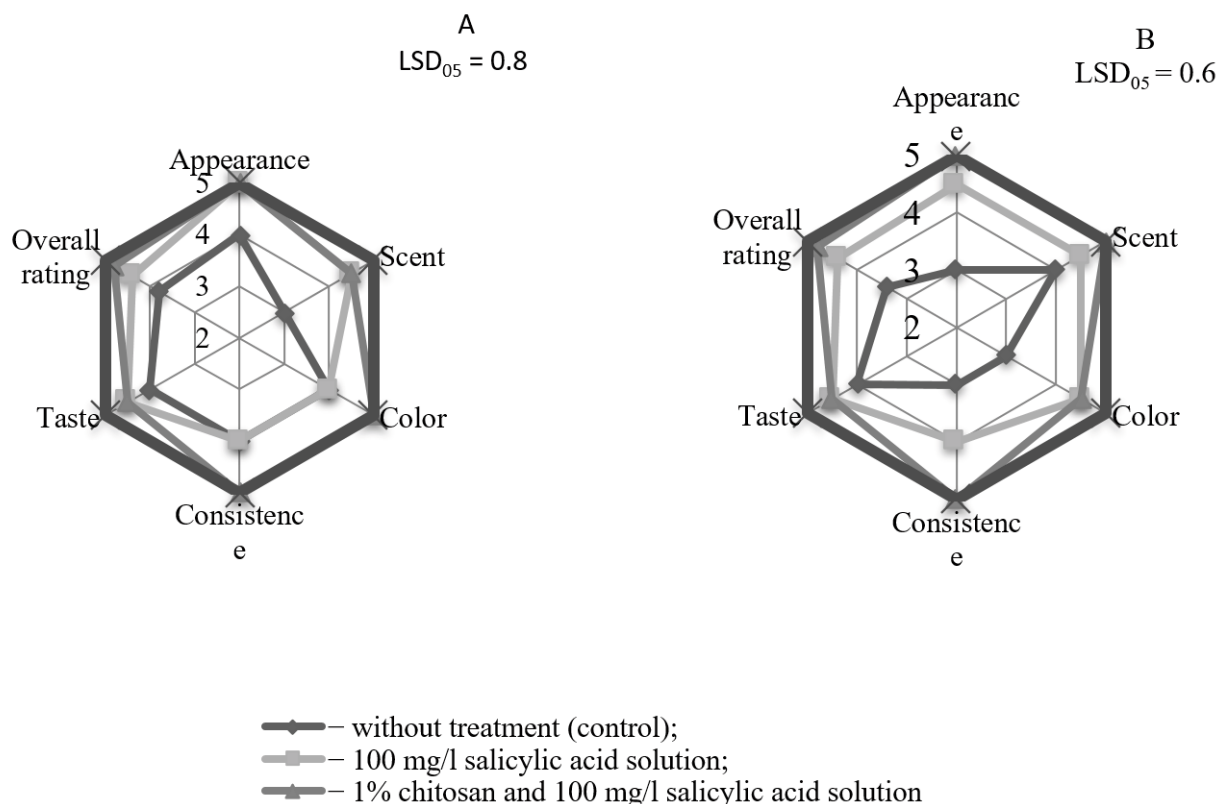 A
LSD05 = 0.8
Appearance
5
4
3
2
Scent
Color
Consistenc
e
Taste
Overall
rating
B
LSD05 = 0.6
Appearanc
e
5
4
3
2
Scent
Color
Consistenc
e
Taste
Overall
rating
– without treatment (control);
– 100 mg/l salicylic acid solution;
– 1% chitosan and 100 mg/l salicylic acid solution